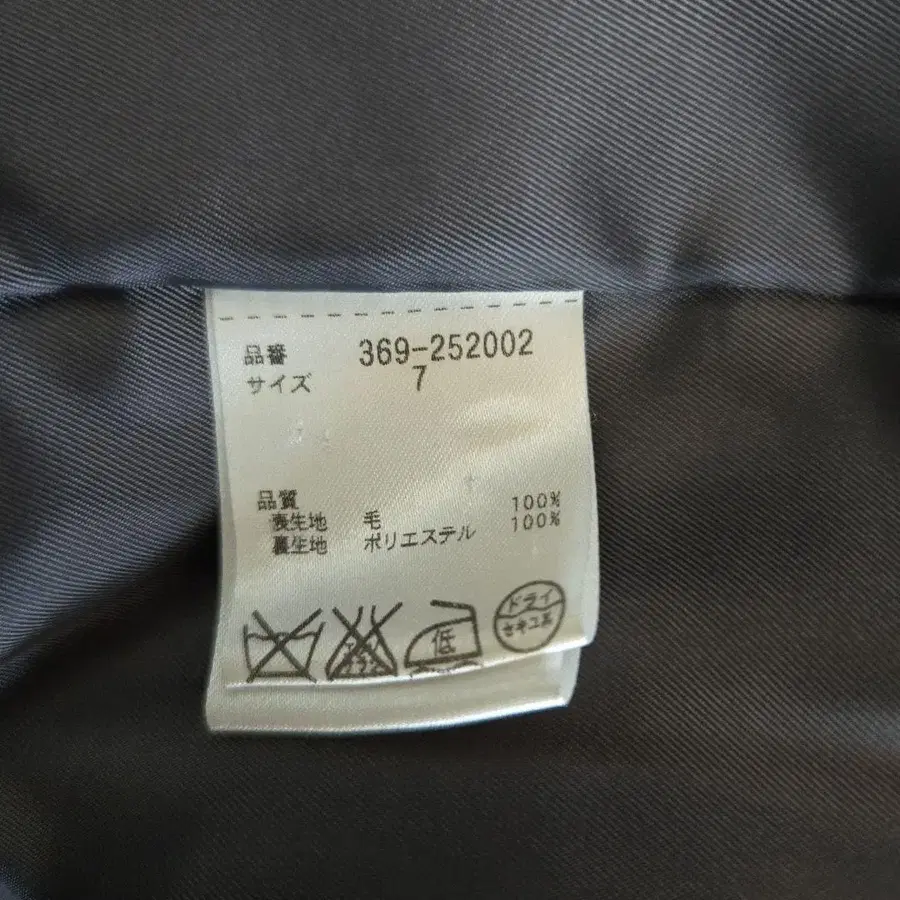 品番 369-252002
サイズ 7
品質
表生地 毛 100%
裏生地 ポリエステル 100%
低
ドライ
セキユ系